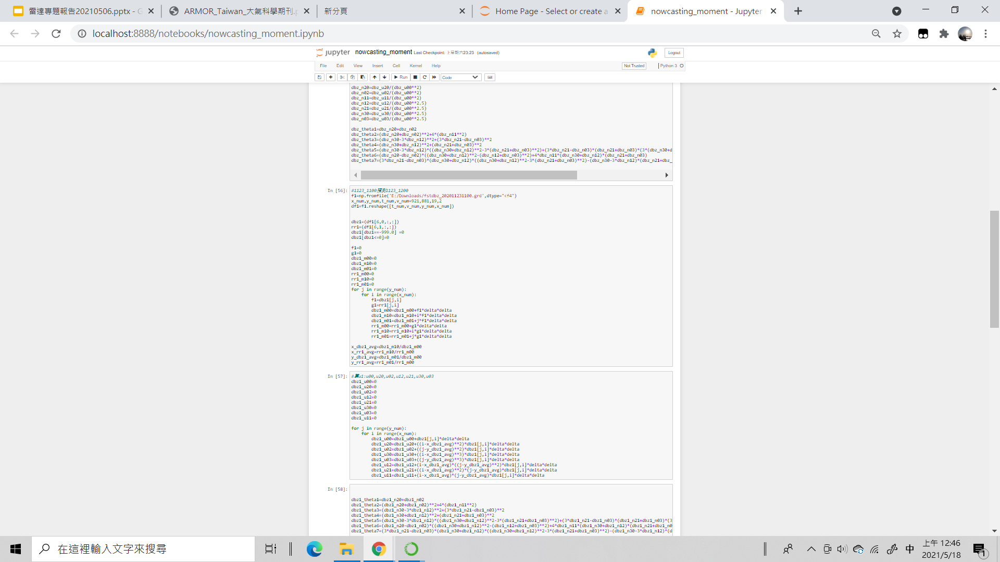 雷達專題報告20210506.pptx - G
ARMOR_Taiwan_大氣科學期刊.p
新分頁
Home Page - Select or create a
nowcasting_moment - Jupyter
localhost:8888/notebooks/nowcasting_moment.ipynb
jupyter nowcasting_moment Last Checkpoint: 上星期六23:23 (autosaved)
Logout
File Edit View Insert Cell Kernel Help
Not Trusted Python 3
Run Code
dbz_n20=dbz_u20/(dbz_u00**2)
dbz_n02=dbz_u02/(dbz_u00**2)
dbz_n11=dbz_u11/(dbz_u00**2)
dbz_n12=dbz_u12/(dbz_u00**2.5)
dbz_n21=dbz_u21/(dbz_u00**2.5)
dbz_n30=dbz_u30/(dbz_u00**2.5)
dbz_n03=dbz_u03/(dbz_u00**2.5)
dbz_theta1=dbz_n20+dbz_n02
dbz_theta2=(dbz_n20+dbz_n02)**2+4*(dbz_n11**2)
dbz_theta3=(dbz_n30-3*dbz_n12)**2+(3*dbz_n21-dbz_n03)**2
dbz_theta4=(dbz_n30+dbz_n12)**2+(dbz_n21+dbz_n03)**2
dbz_theta5=(dbz_n30-3*dbz_n12)*((dbz_n30+dbz_n12)**2-3*(dbz_n21+dbz_n03)**2)+(3*dbz_n21-dbz_n03)*(dbz_n21+dbz_n03)*(3*(dbz_n30+d
dbz_theta6=(dbz_n20-dbz_n02)*((dbz_n30+dbz_n12)**2-(dbz_n12+dbz_n03)**2)+4*dbz_n11*(dbz_n30+dbz_n12)*(dbz_n21+dbz_n03)
dbz_theta7=(3*dbz_n21-dbz_n03)*(dbz_n30+dbz_n12)*((dbz_n30+dbz_n12)**2-3*(dbz_n21+dbz_n03)**2)-(dbz_n30-3*dbz_n12)*(dbz_n21+dbz_
In [56]:
#1123_1100預測1123_1200
f1=np.fromfile('E:/Downloads/fstdbz_202011231100.grd',dtype="<f4")
x_num,y_num,t_num,v_num=921,881,19,2
df1=f1.reshape([t_num,v_num,y_num,x_num])
dbz1=(df1[6,0,:,:])
rr1=(df1[6,1,:,:])
dbz1[dbz1==-999.0] =0
dbz1[dbz1<=0]=0
f1=0
g1=0
dbz1_m00=0
dbz1_m10=0
dbz1_m01=0
rr1_m00=0
rr1_m10=0
rr1_m01=0
for j in range(y_num):
    for i in range(x_num):
        f1=dbz1[j,i]
        g1=rr1[j,i]
        dbz1_m00=dbz1_m00+f1*delta*delta
        dbz1_m10=dbz1_m10+i*f1*delta*delta
        dbz1_m01=dbz1_m01+j*f1*delta*delta
        rr1_m00=rr1_m00+g1*delta*delta
        rr1_m10=rr1_m10+i*g1*delta*delta
        rr1_m01=rr1_m01+j*g1*delta*delta
x_dbz1_avg=dbz1_m10/dbz1_m00
x_rr1_avg=rr1_m10/rr1_m00
y_dbz1_avg=dbz1_m01/dbz1_m00
y_rr1_avg=rr1_m01/rr1_m00
In [57]:
#算u1:u00,u20,u02,u12,u21,u30,u03
dbz1_u00=0
dbz1_u20=0
dbz1_u02=0
dbz1_u12=0
dbz1_u21=0
dbz1_u30=0
dbz1_u03=0
dbz1_u11=0
for j in range(y_num):
    for i in range(x_num):
        dbz1_u00=dbz1_u00+dbz1[j,i]*delta*delta
        dbz1_u20=dbz1_u20+((i-x_dbz1_avg)**2)*dbz1[j,i]*delta*delta
        dbz1_u02=dbz1_u02+((j-y_dbz1_avg)**2)*dbz1[j,i]*delta*delta
        dbz1_u30=dbz1_u30+((i-x_dbz1_avg)**3)*dbz1[j,i]*delta*delta
        dbz1_u03=dbz1_u03+((j-y_dbz1_avg)**3)*dbz1[j,i]*delta*delta
        dbz1_u12=dbz1_u12+(i-x_dbz1_avg)*((j-y_dbz1_avg)**2)*dbz1[j,i]*delta*delta
        dbz1_u21=dbz1_u21+((i-x_dbz1_avg)**2)*(j-y_dbz1_avg)*dbz1[j,i]*delta*delta
        dbz1_u11=dbz1_u11+(i-x_dbz1_avg)*(j-y_dbz1_avg)*dbz1[j,i]*delta*delta
In [58]:
dbz1_theta1=dbz1_n20+dbz1_n02
dbz1_theta2=(dbz1_n20+dbz1_n02)**2+4*(dbz1_n11**2)
dbz1_theta3=(dbz1_n30-3*dbz1_n12)**2+(3*dbz1_n21-dbz1_n03)**2
dbz1_theta4=(dbz1_n30+dbz1_n12)**2+(dbz1_n21+dbz1_n03)**2
dbz1_theta5=(dbz1_n30-3*dbz1_n12)*((dbz1_n30+dbz1_n12)**2-3*(dbz1_n21+dbz1_n03)**2)+(3*dbz1_n21-dbz1_n03)*(dbz1_n21+dbz1_n03)*(3
dbz1_theta6=(dbz1_n20-dbz1_n02)*((dbz1_n30+dbz1_n12)**2-(dbz1_n12+dbz1_n03)**2)+4*dbz1_n11*(dbz1_n30+dbz1_n12)*(dbz1_n21+dbz1_n0
dbz1_theta7=(3*dbz1_n21-dbz1_n03)*(dbz1_n30+dbz1_n12)*((dbz1_n30+dbz1_n12)**2-3*(dbz1_n21+dbz1_n03)**2)-(dbz1_n30-3*dbz1_n12)*(d
在這裡輸入文字來搜尋
中
上午 12:46
2021/5/18
1